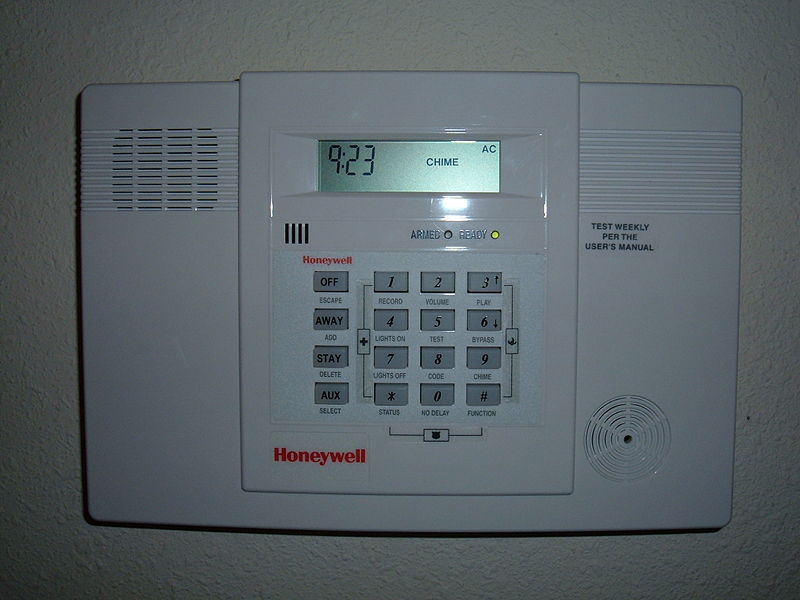 9:23
CHIME
AC
ARMED READY
TEST WEEKLY
PER THE
USER'S MANUAL
Honeywell
OFF 1 2 3↑
ESCAPE RECORD VOLUME PLAY
AWAY 4 5 6↓
ADD LIGHTS ON TEST BYPASS
STAY 7 8 9
DELETE LIGHTS OFF CODE CHIME
AUX * 0 #
SELECT STATUS NO DELAY FUNCTION
Honeywell